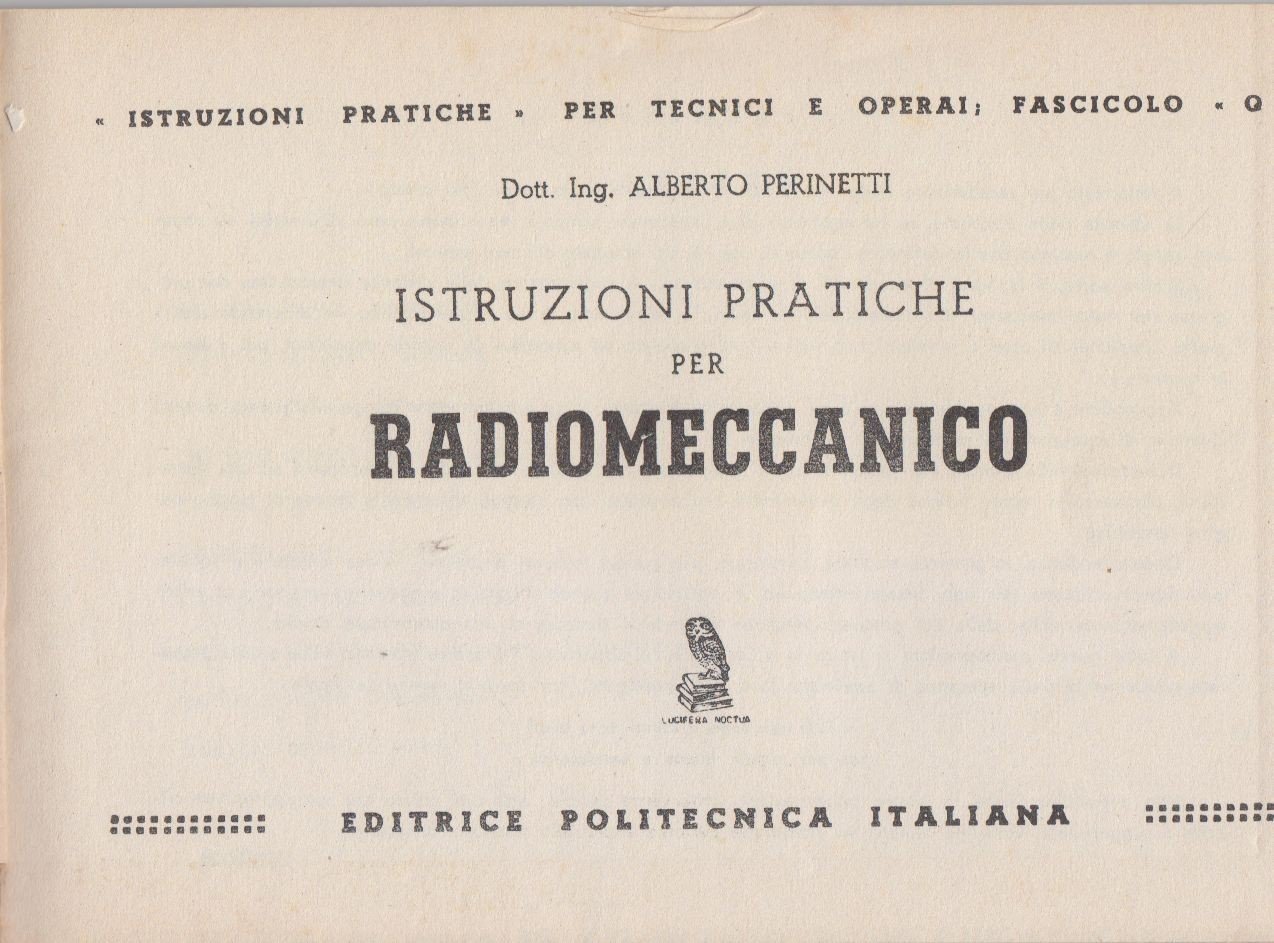 « ISTRUZIONI PRATICHE » PER TECNICI E OPERAI; FASCICOLO « Q
Dott. Ing. ALBERTO PERINETTI
ISTRUZIONI PRATICHE
PER
RADIOMECCANICO
LUCIFERA NOCTUA
EDITRICE POLITECNICA ITALIANA